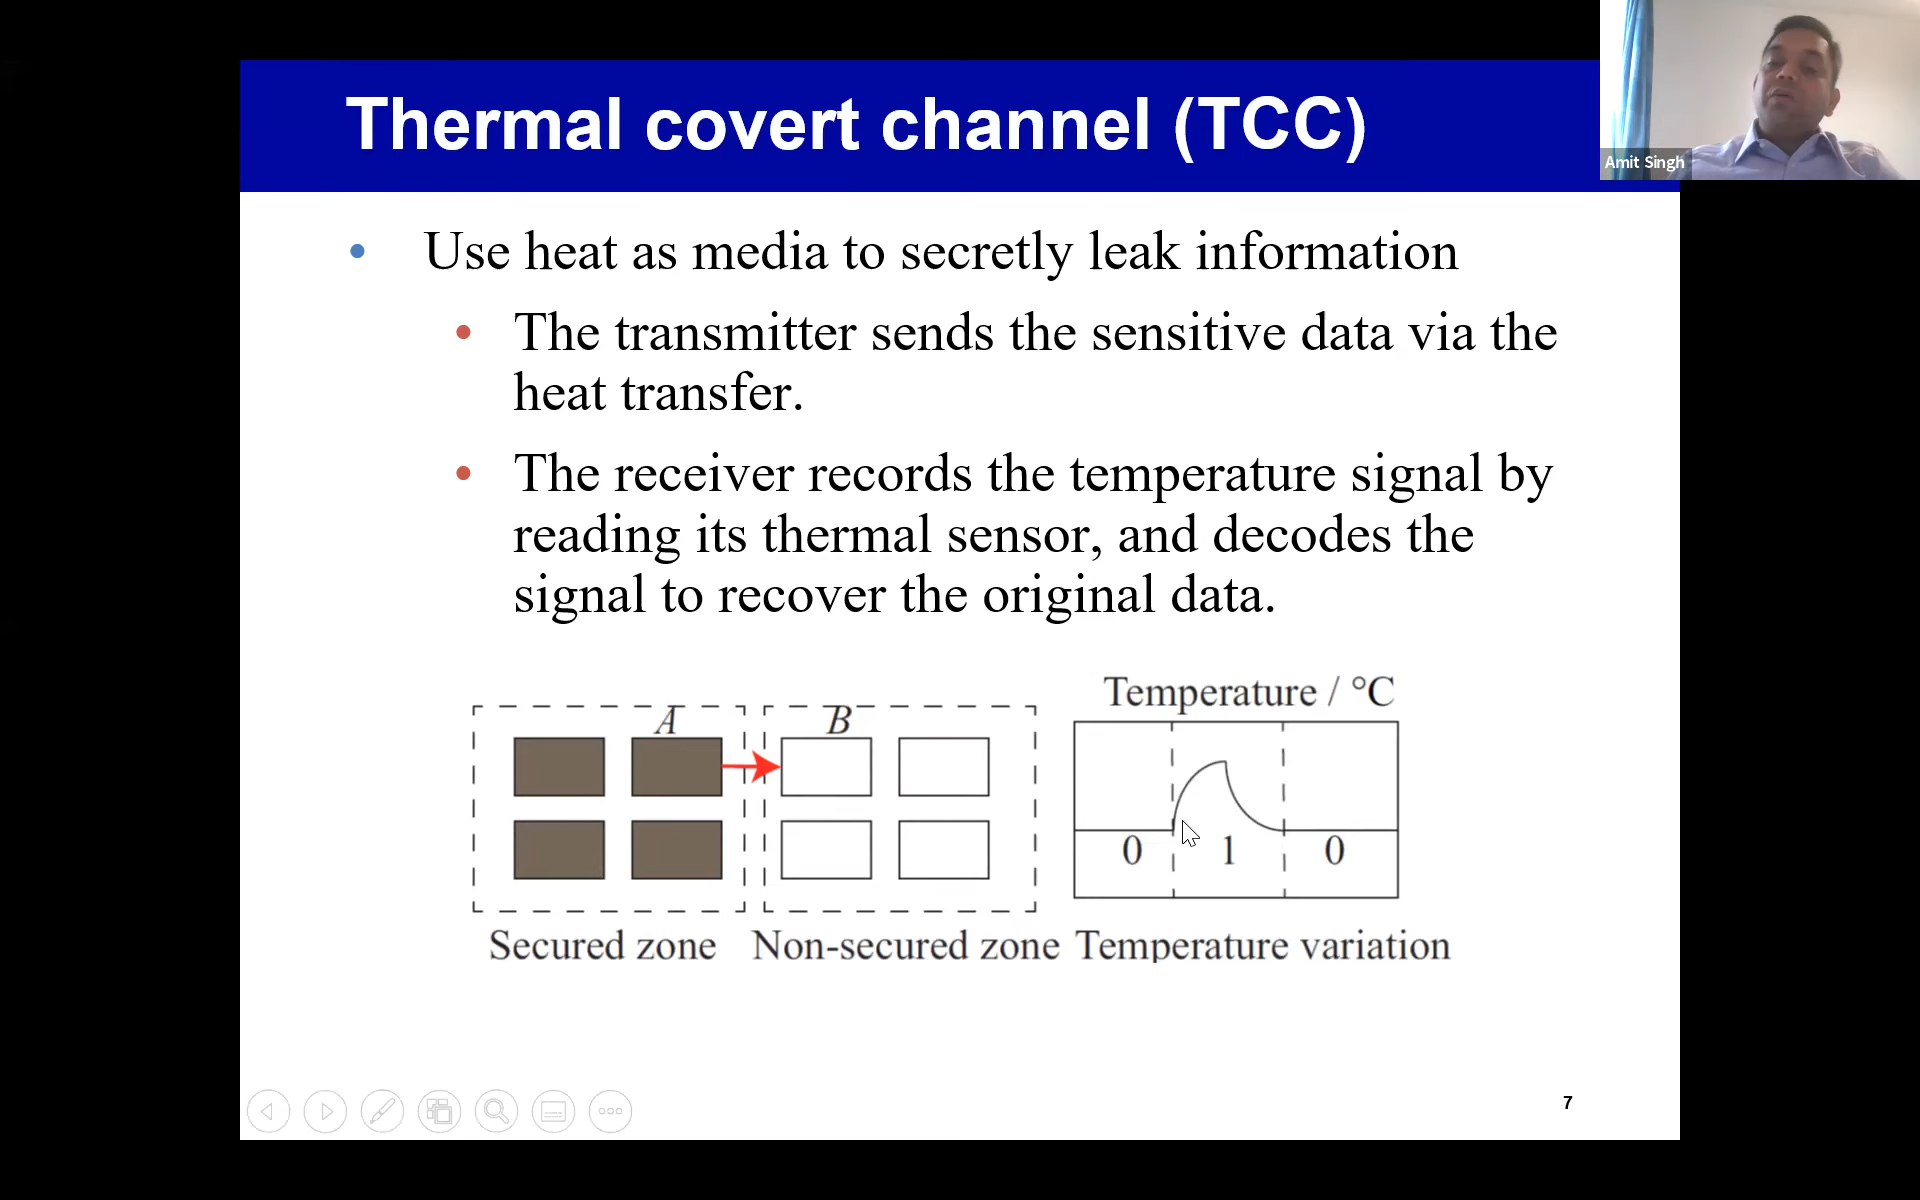 Thermal covert channel (TCC)
Amit Singh
• Use heat as media to secretly leak information
• The transmitter sends the sensitive data via the
heat transfer.
• The receiver records the temperature signal by
reading its thermal sensor, and decodes the
signal to recover the original data.
Temperature / °C
A B
0 1 0
Secured zone Non-secured zone Temperature variation
7